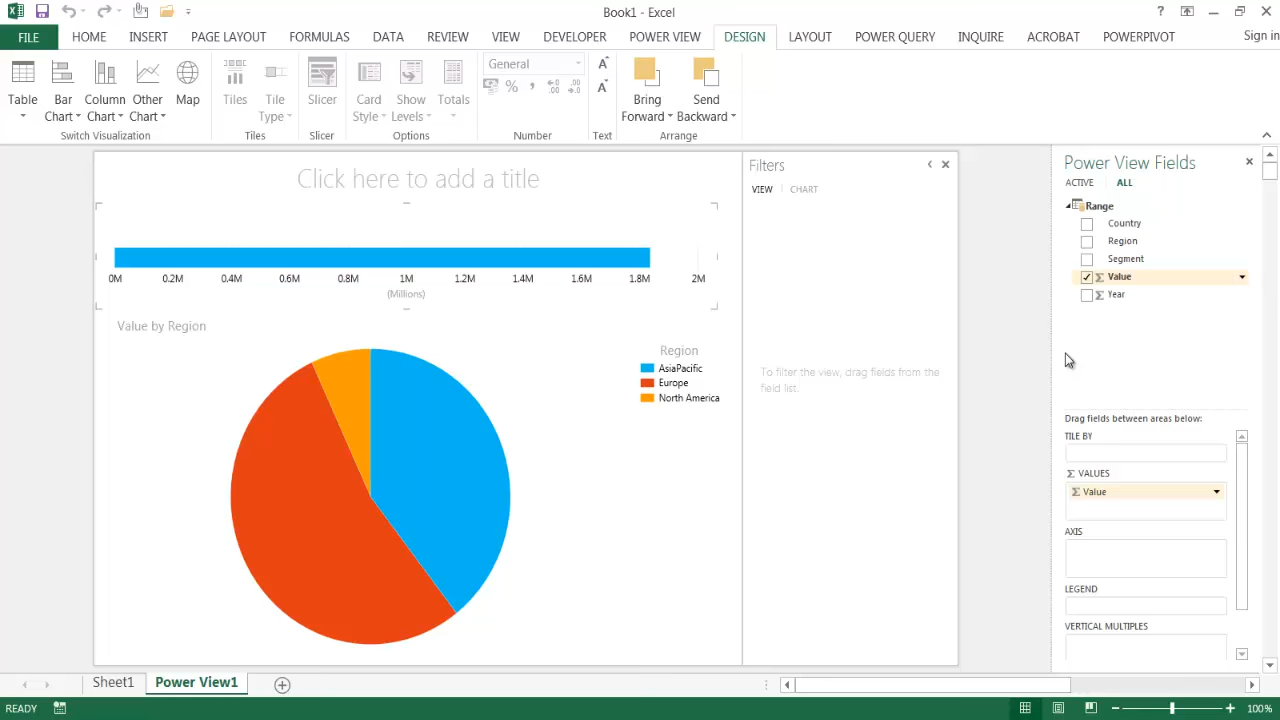 Book1 - Excel
?
FILE HOME INSERT PAGE LAYOUT FORMULAS DATA REVIEW VIEW DEVELOPER POWER VIEW DESIGN LAYOUT POWER QUERY INQUIRE ACROBAT POWERPIVOT Sign in
Table Bar Chart Column Chart Other Chart Map
Switch Visualization
Tiles Tile Type
Tiles
Slicer
Slicer
Card Style Show Levels Totals
Options
General
% , .00
Number
A A
Text
Bring Forward Send Backward
Arrange
Click here to add a title
0M 0.2M 0.4M 0.6M 0.8M 1M 1.2M 1.4M 1.6M 1.8M 2M
(Millions)
Value by Region
Region
AsiaPacific
Europe
North America
Filters
VIEW CHART
To filter the view, drag fields from the
field list.
Power View Fields
ACTIVE ALL
Range
Country
Region
Segment
Σ Value
Σ Year
Drag fields between areas below:
TILE BY
Σ VALUES
Σ Value
AXIS
LEGEND
VERTICAL MULTIPLES
Sheet1 Power View1
READY
100%